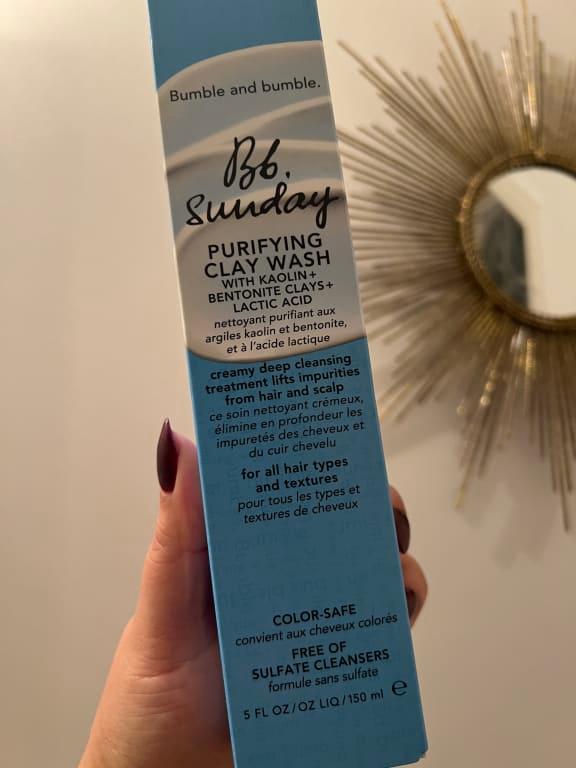 Bumble and bumble.
Bb.
Sunday
PURIFYING
CLAY WASH
WITH KAOLIN+
BENTONITE CLAYS+
LACTIC ACID
nettoyant purifiant aux
argiles kaolin et bentonite,
et à l'acide lactique
creamy deep cleansing
treatment lifts impurities
from hair and scalp
ce soin nettoyant crémeux,
élimine en profondeur les
impuretés des cheveux et
du cuir chevelu
for all hair types
and textures
pour tous les types et
textures de cheveux
COLOR-SAFE
convient aux cheveux colorés
FREE OF
SULFATE CLEANSERS
formule sans sulfate
5 FL OZ/OZ LIQ/150 ml ℮